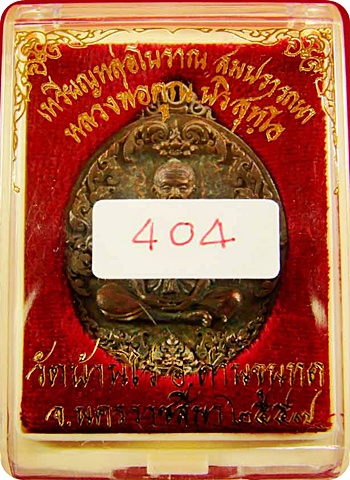 เหรียญหล่อโบราณ สมปรารถนา
หลวงพ่อคูณ ปริสุทฺโธ
404
วัดบ้านไร่ อ.ด่านขุนทด
จ.นครราชสีมา ๒๕๕๗